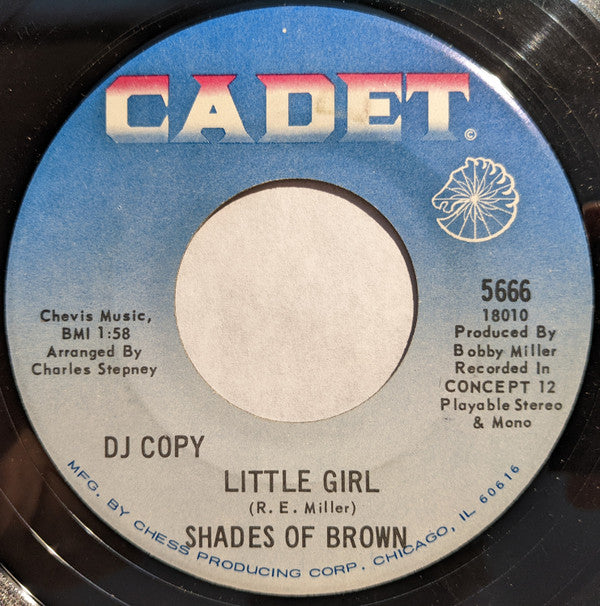 CADET
©
Chevis Music,
BMI 1:58
Arranged By
Charles Stepney
5666
18010
Produced By
Bobby Miller
Recorded In
CONCEPT 12
Playable Stereo
& Mono
DJ COPY
LITTLE GIRL
(R. E. Miller)
SHADES OF BROWN
MFG. BY CHESS PRODUCING CORP. CHICAGO, IL 60616